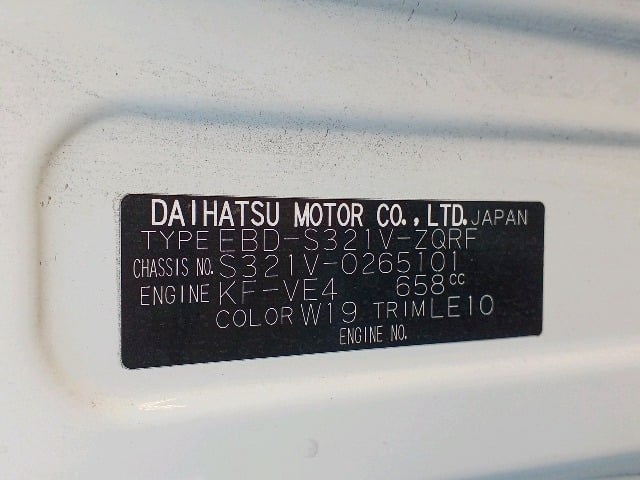 DAIHATSU MOTOR CO., LTD. JAPAN
TYPE EBD-S321V-ZQRF
CHASSIS NO. S321V-0265101
ENGINE KF-VE4 658cc
COLOR W19 TRIM LE10
ENGINE NO.